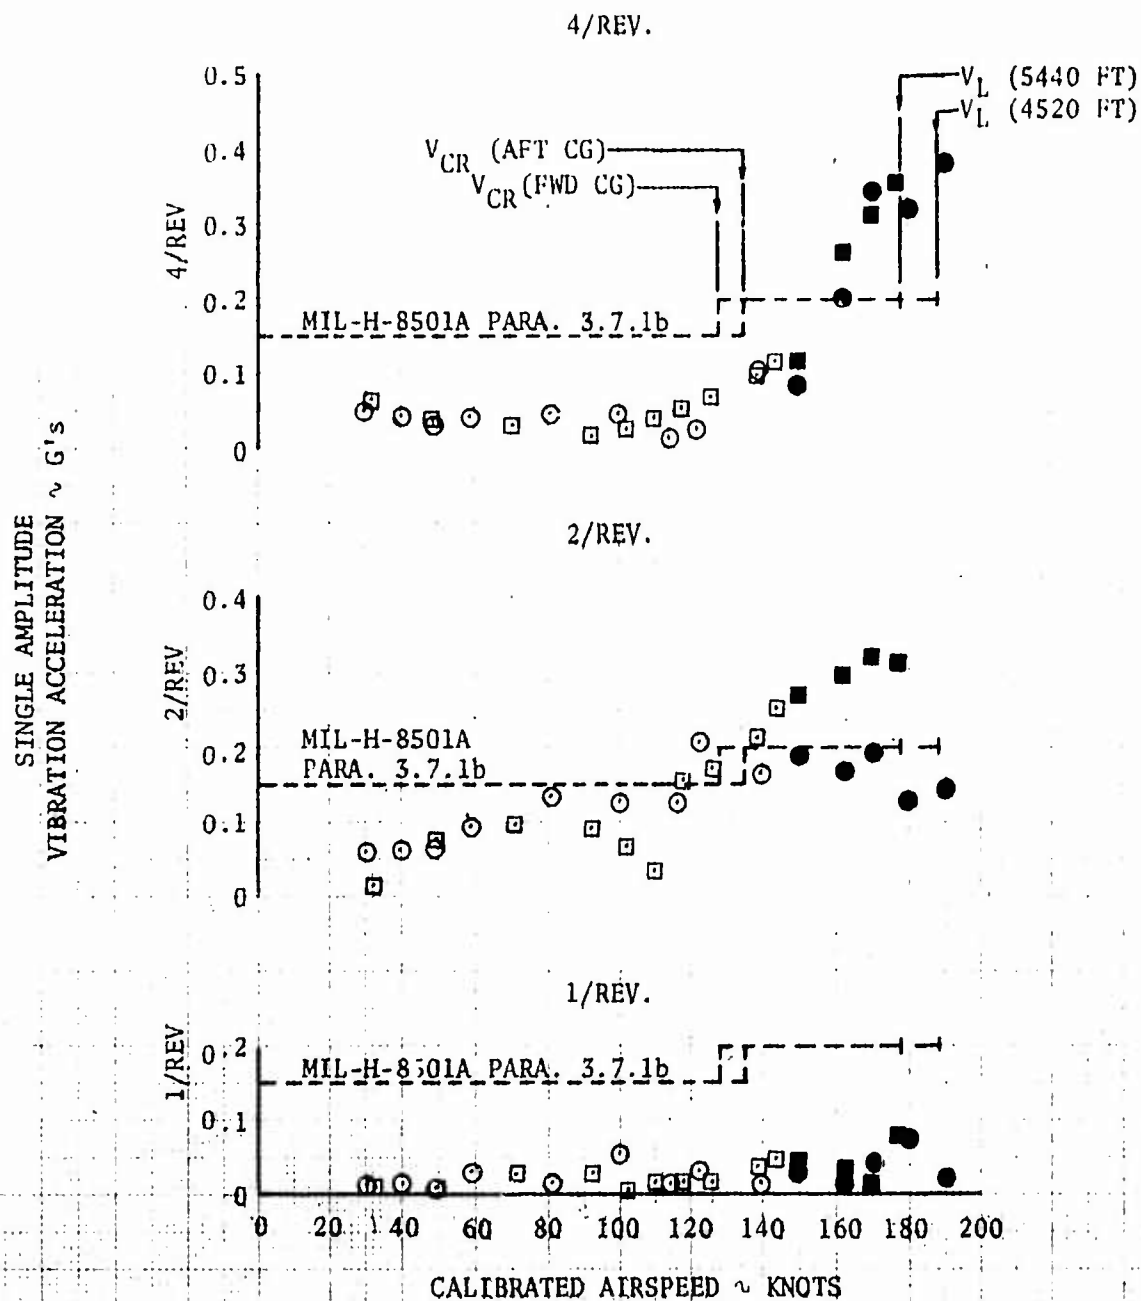 4/REV.
0.5
V_L (5440 FT)
V_L (4520 FT)
0.4
V_CR (AFT CG)
V_CR (FWD CG)
0.3
4/REV
0.2
MIL-H-8501A PARA. 3.7.1b
0.1
0
SINGLE AMPLITUDE
VIBRATION ACCELERATION ~ G's
2/REV.
0.4
0.3
2/REV
MIL-H-8501A
0.2
PARA. 3.7.1b
0.1
0
1/REV.
1/REV
0.2
MIL-H-8501A PARA. 3.7.1b
0.1
0
0 20 40 60 80 100 120 140 160 180 200
CALIBRATED AIRSPEED ~ KNOTS